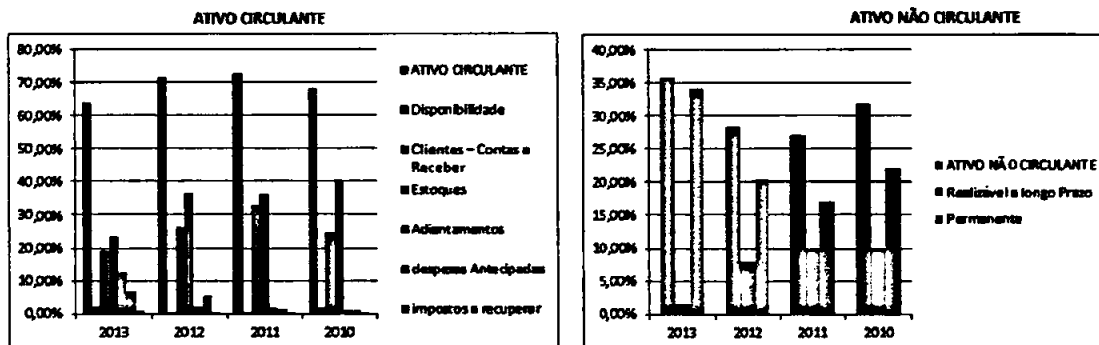 ATIVO CIRCULANTE
80,00%
70,00%
60,00%
50,00%
40,00%
30,00%
20,00%
10,00%
0,00%
2013 2012 2011 2010
ATIVO CIRCULANTE
Disponibilidade
Clientes – Contas a
Receber
Estoques
Adientamentos
despesas Antecipadas
impostos a recuperar
ATIVO NÃO CIRCULANTE
40,00%
35,00%
30,00%
25,00%
20,00%
15,00%
10,00%
5,00%
0,00%
2013 2012 2011 2010
ATIVO NÃO CIRCULANTE
Realizável a longo Prazo
Permanente